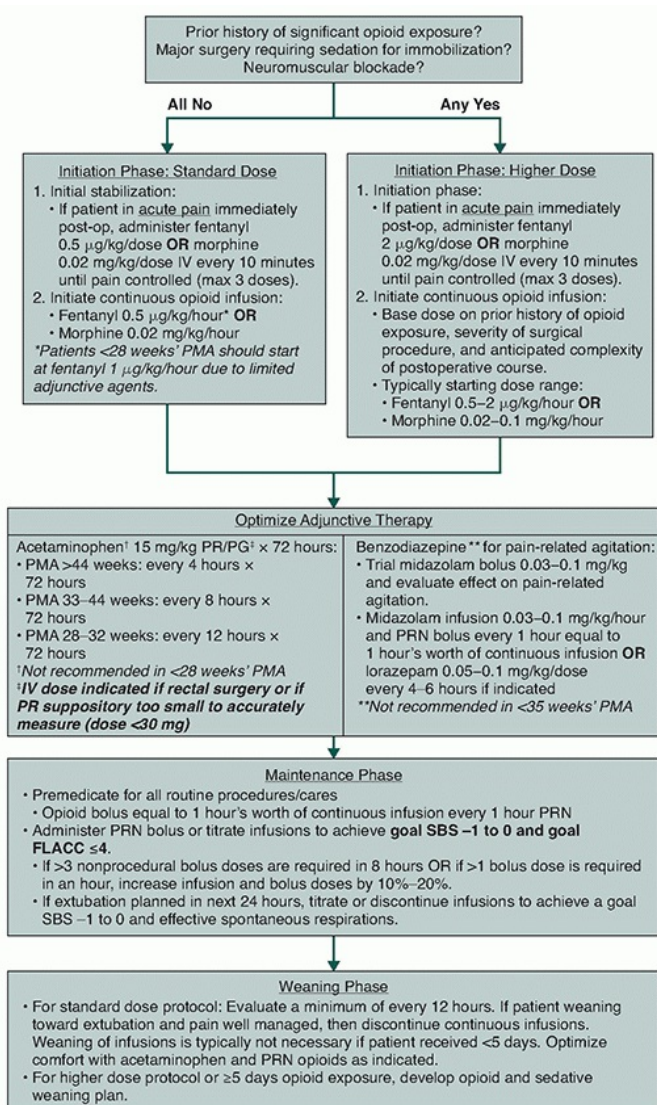 Prior history of significant opioid exposure?
Major surgery requiring sedation for immobilization?
Neuromuscular blockade?
All No
Any Yes
Initiation Phase: Standard Dose
1. Initial stabilization:
• If patient in acute pain immediately
post-op, administer fentanyl
0.5 μg/kg/dose OR morphine
0.02 mg/kg/dose IV every 10 minutes
until pain controlled (max 3 doses).
2. Initiate continuous opioid infusion:
• Fentanyl 0.5 μg/kg/hour* OR
• Morphine 0.02 mg/kg/hour
*Patients <28 weeks' PMA should start
at fentanyl 1 μg/kg/hour due to limited
adjunctive agents.
Initiation Phase: Higher Dose
1. Initiation phase:
• If patient in acute pain immediately
post-op, administer fentanyl
2 μg/kg/dose OR morphine
0.02 mg/kg/dose IV every 10 minutes
until pain controlled (max 3 doses).
2. Initiate continuous opioid infusion:
• Base dose on prior history of opioid
exposure, severity of surgical
procedure, and anticipated complexity
of postoperative course.
• Typically starting dose range:
• Fentanyl 0.5–2 μg/kg/hour OR
• Morphine 0.02–0.1 mg/kg/hour
Optimize Adjunctive Therapy
Acetaminophen† 15 mg/kg PR/PG‡ × 72 hours:
• PMA >44 weeks: every 4 hours ×
72 hours
• PMA 33–44 weeks: every 8 hours ×
72 hours
• PMA 28–32 weeks: every 12 hours ×
72 hours
†Not recommended in <28 weeks' PMA
‡IV dose indicated if rectal surgery or if
PR suppository too small to accurately
measure (dose <30 mg)
Benzodiazepine** for pain-related agitation:
• Trial midazolam bolus 0.03–0.1 mg/kg
and evaluate effect on pain-related
agitation.
• Midazolam infusion 0.03–0.1 mg/kg/hour
and PRN bolus every 1 hour equal to
1 hour's worth of continuous infusion OR
lorazepam 0.05–0.1 mg/kg/dose
every 4–6 hours if indicated
**Not recommended in <35 weeks' PMA
Maintenance Phase
• Premedicate for all routine procedures/cares
• Opioid bolus equal to 1 hour's worth of continuous infusion every 1 hour PRN
• Administer PRN bolus or titrate infusions to achieve goal SBS –1 to 0 and goal
FLACC ≤4.
• If >3 nonprocedural bolus doses are required in 8 hours OR if >1 bolus dose is required
in an hour, increase infusion and bolus doses by 10%–20%.
• If extubation planned in next 24 hours, titrate or discontinue infusions to achieve a goal
SBS –1 to 0 and effective spontaneous respirations.
Weaning Phase
• For standard dose protocol: Evaluate a minimum of every 12 hours. If patient weaning
toward extubation and pain well managed, then discontinue continuous infusions.
Weaning of infusions is typically not necessary if patient received <5 days. Optimize
comfort with acetaminophen and PRN opioids as indicated.
• For higher dose protocol or ≥5 days opioid exposure, develop opioid and sedative
weaning plan.